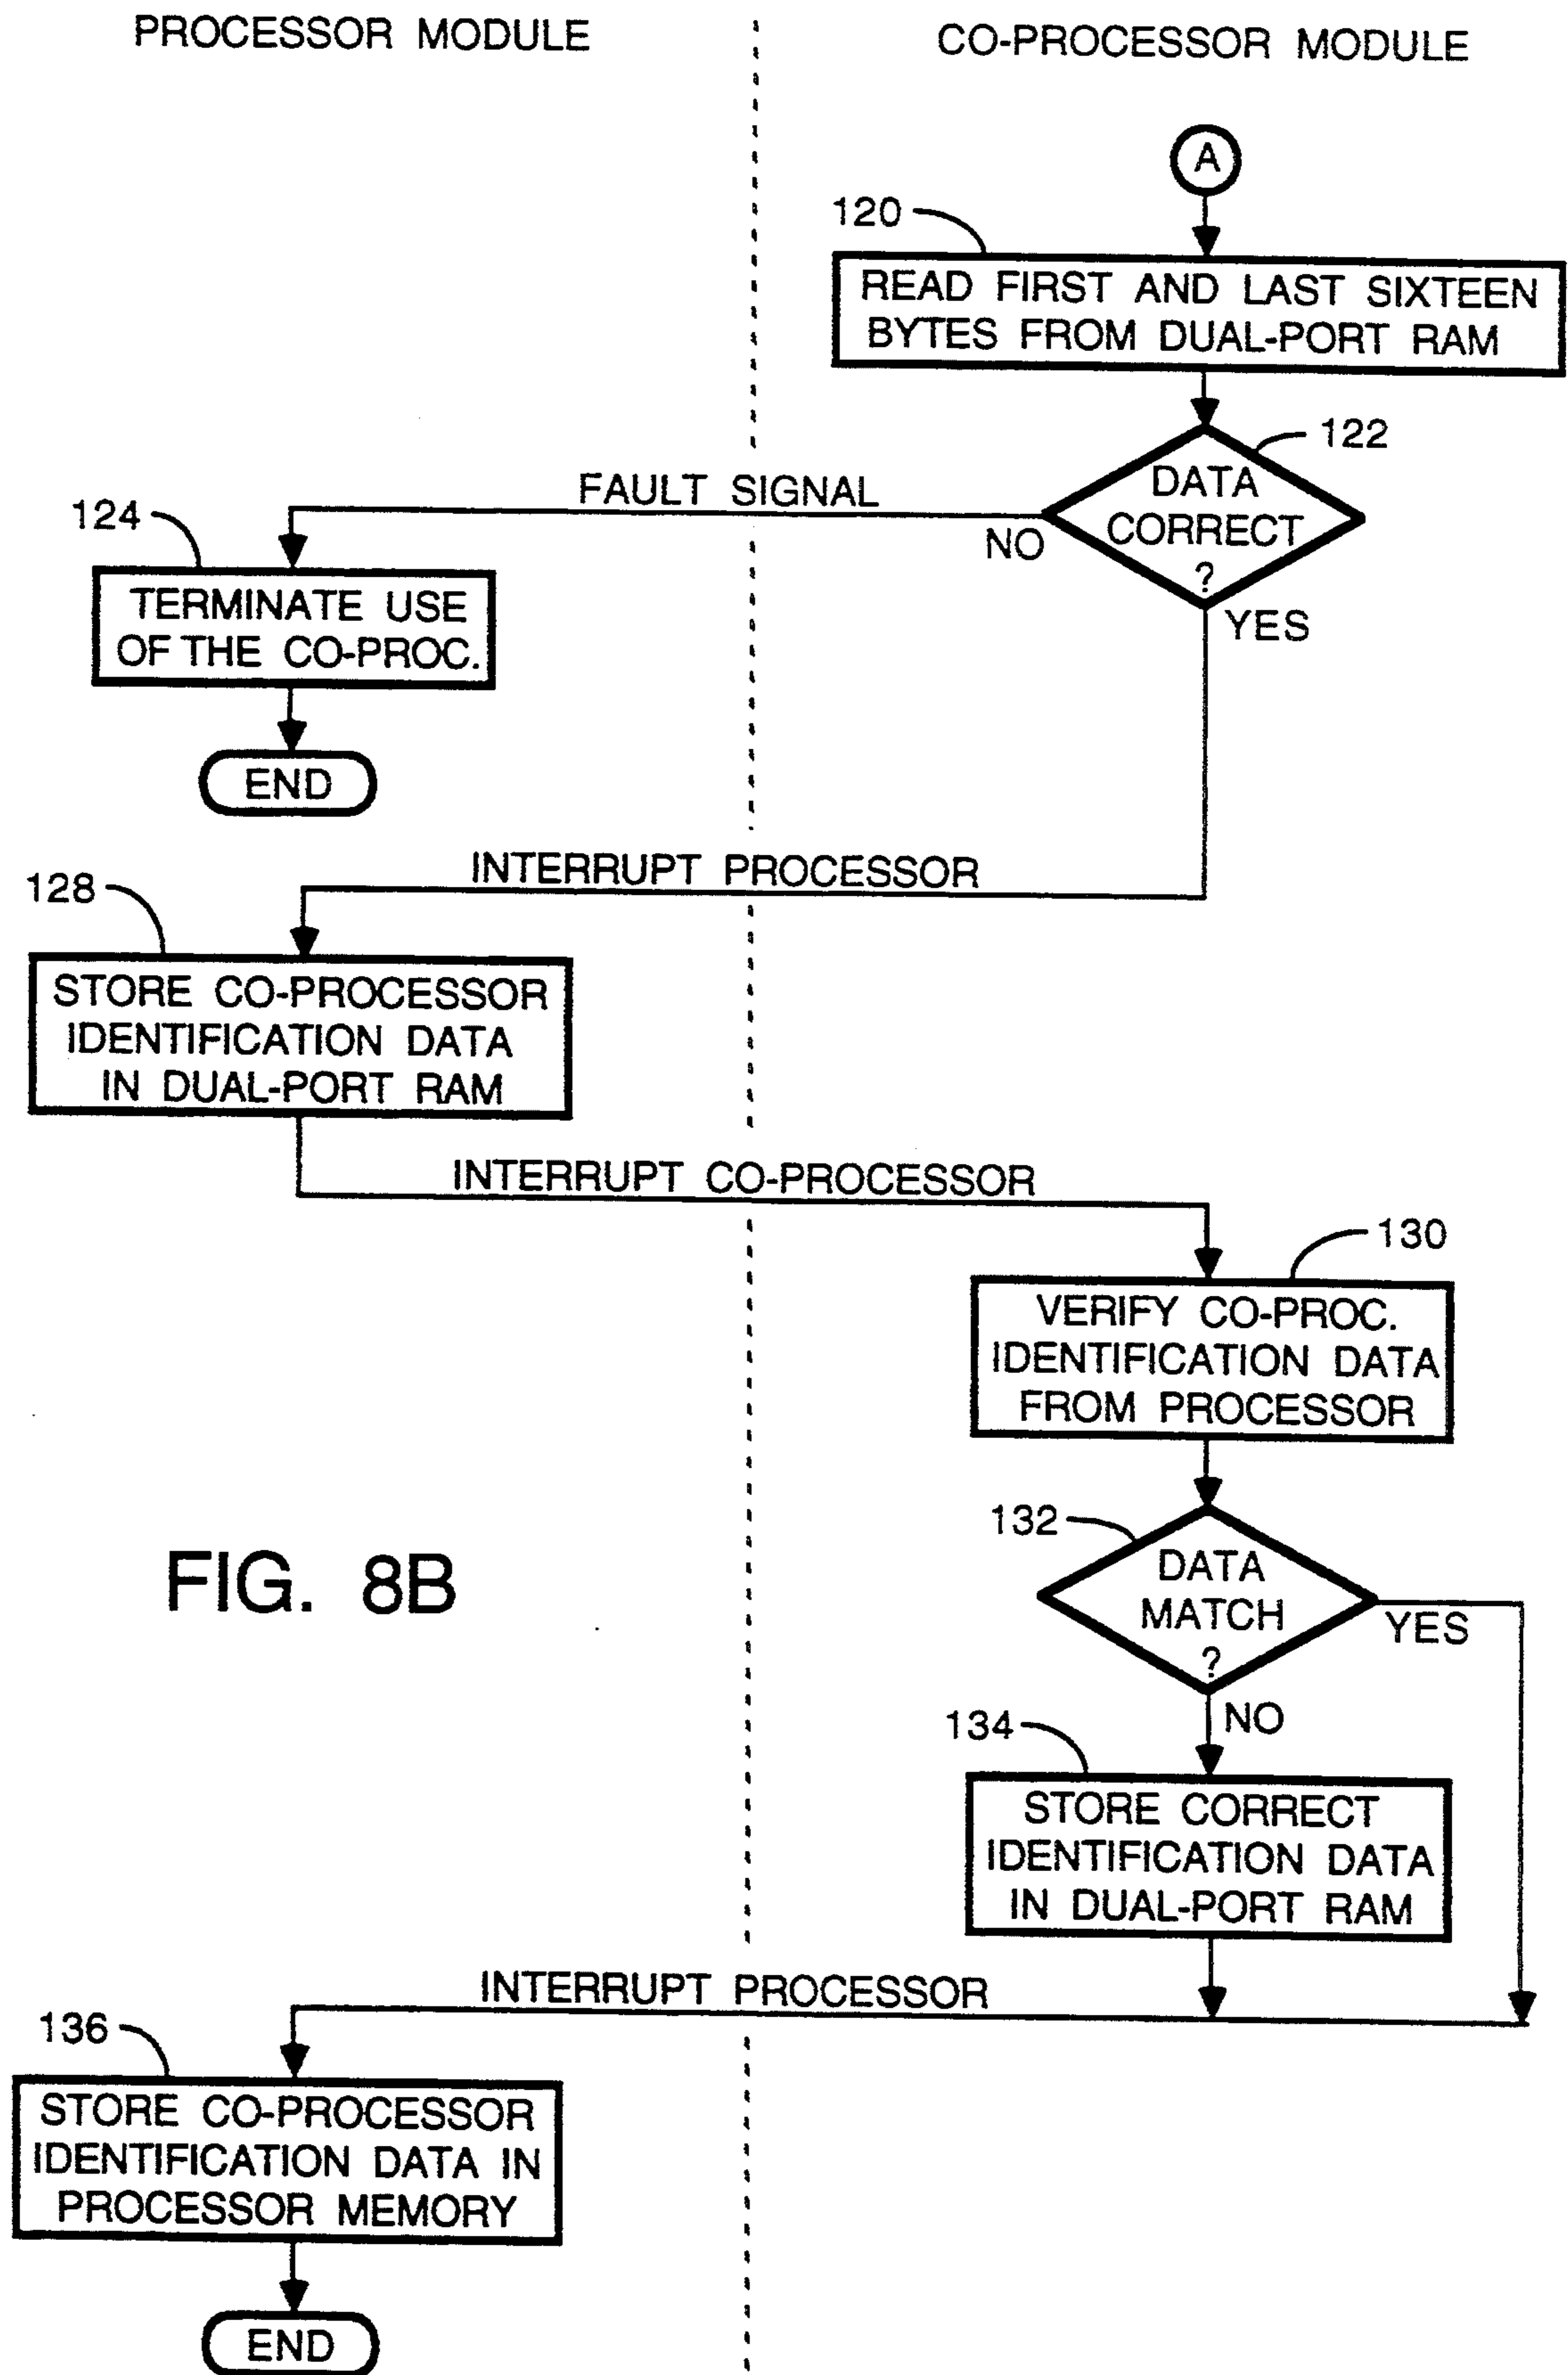 PROCESSOR MODULE
CO-PROCESSOR MODULE
A
120
READ FIRST AND LAST SIXTEEN
BYTES FROM DUAL-PORT RAM
122
DATA
CORRECT
?
FAULT SIGNAL
NO
YES
124
TERMINATE USE
OF THE CO-PROC.
END
INTERRUPT PROCESSOR
128
STORE CO-PROCESSOR
IDENTIFICATION DATA
IN DUAL-PORT RAM
INTERRUPT CO-PROCESSOR
130
VERIFY CO-PROC.
IDENTIFICATION DATA
FROM PROCESSOR
132
DATA
MATCH
?
YES
NO
FIG. 8B
134
STORE CORRECT
IDENTIFICATION DATA
IN DUAL-PORT RAM
INTERRUPT PROCESSOR
136
STORE CO-PROCESSOR
IDENTIFICATION DATA IN
PROCESSOR MEMORY
END